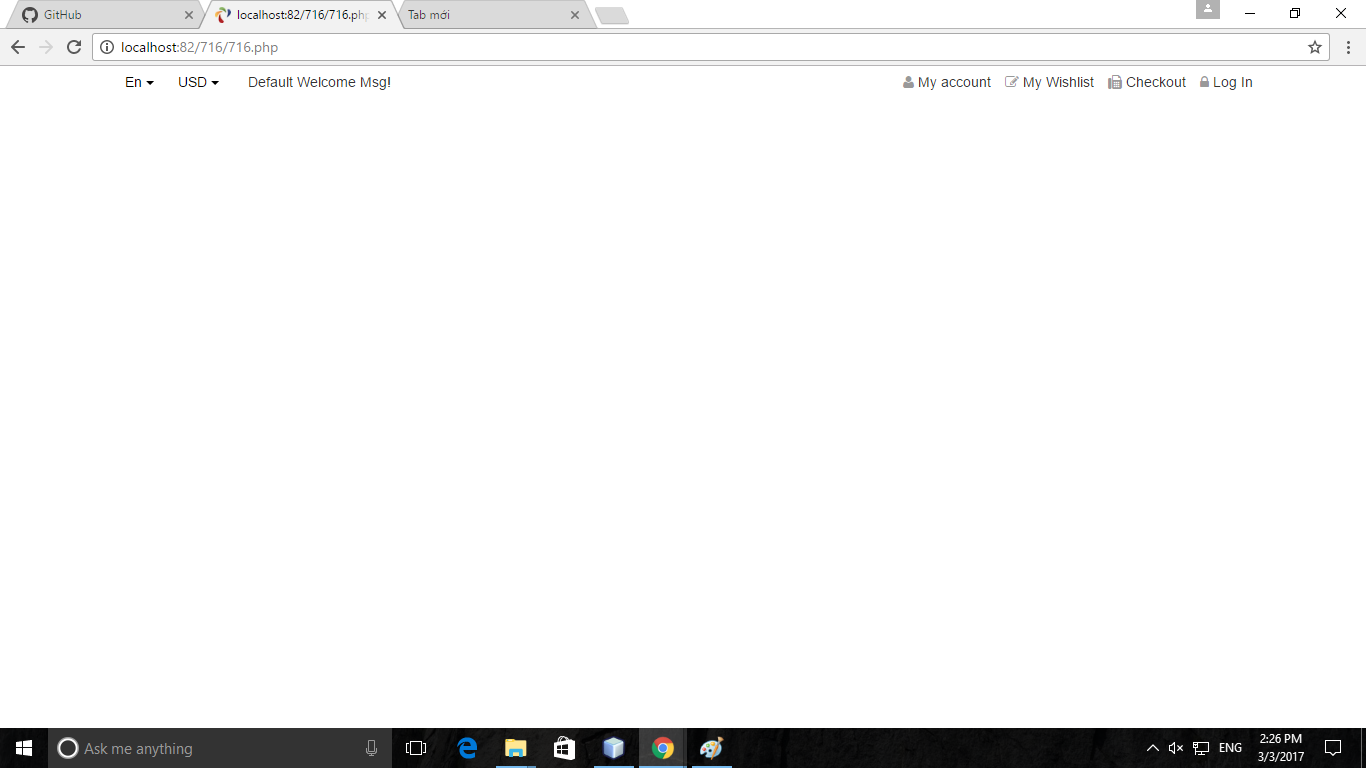 GitHub
localhost:82/716/716.php
Tab mới
localhost:82/716/716.php
En USD Default Welcome Msg! My account My Wishlist Checkout Log In
Ask me anything
ENG
2:26 PM
3/3/2017